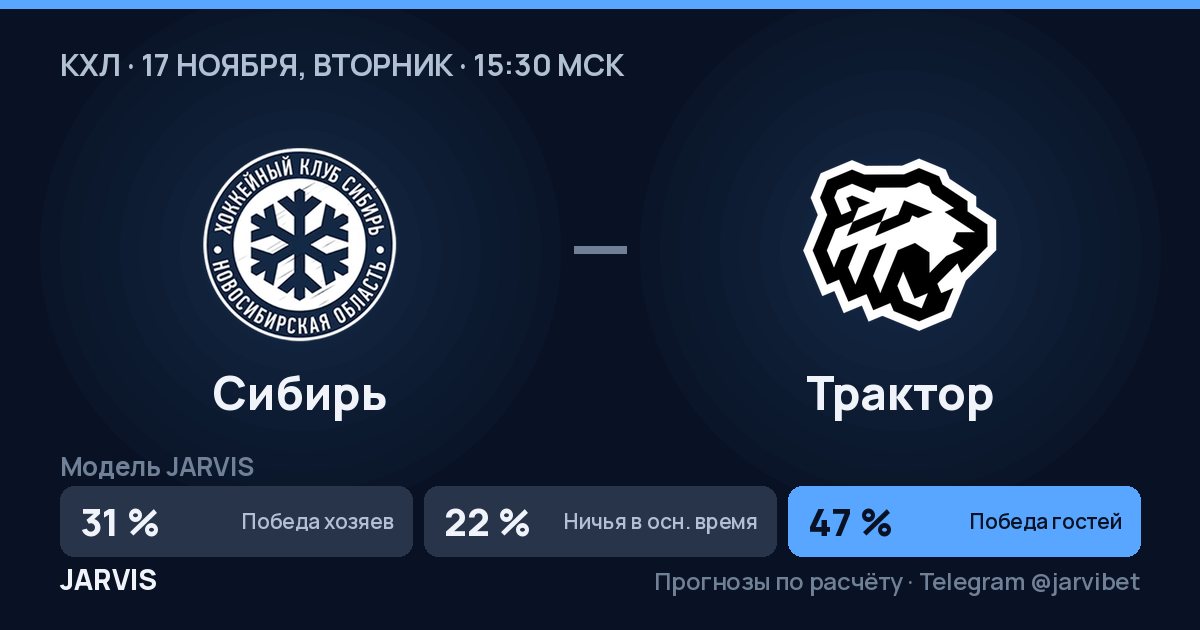 КХЛ · 17 НОЯБРЯ, ВТОРНИК · 15:30 МСК
ХОККЕЙНЫЙ КЛУБ СИБИРЬ
НОВОСИБИРСКАЯ ОБЛАСТЬ
Сибирь
—
Трактор
Модель JARVIS
31 % Победа хозяев
22 % Ничья в осн. время
47 % Победа гостей
JARVIS
Прогнозы по расчёту · Telegram @jarvibet